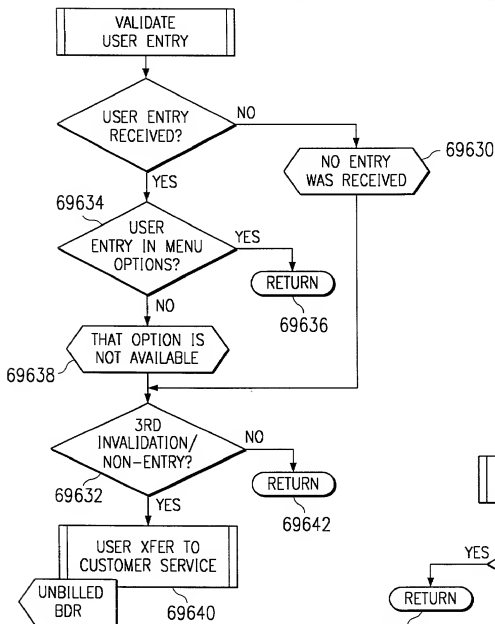 VALIDATE
USER ENTRY
USER ENTRY
RECEIVED?
NO
69630
NO ENTRY
WAS RECEIVED
YES
69634
USER
ENTRY IN MENU
OPTIONS?
YES
RETURN
69636
NO
THAT OPTION IS
NOT AVAILABLE
69638
3RD
INVALIDATION/
NON-ENTRY?
NO
RETURN
69642
69632
YES
USER XFER TO
CUSTOMER SERVICE
69640
UNBILLED
BDR
YES
RETURN